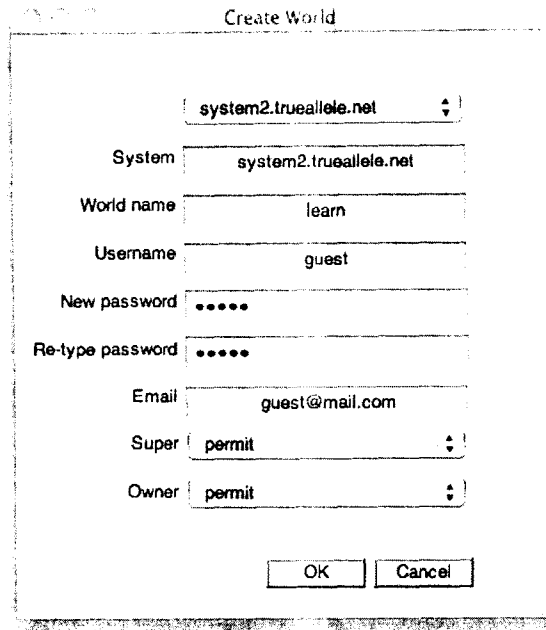 Create World
system2.trueallele.net
System system2.trueallele.net
World name learn
Username guest
New password •••••
Re-type password •••••
Email guest@mail.com
Super permit
Owner permit
OK Cancel